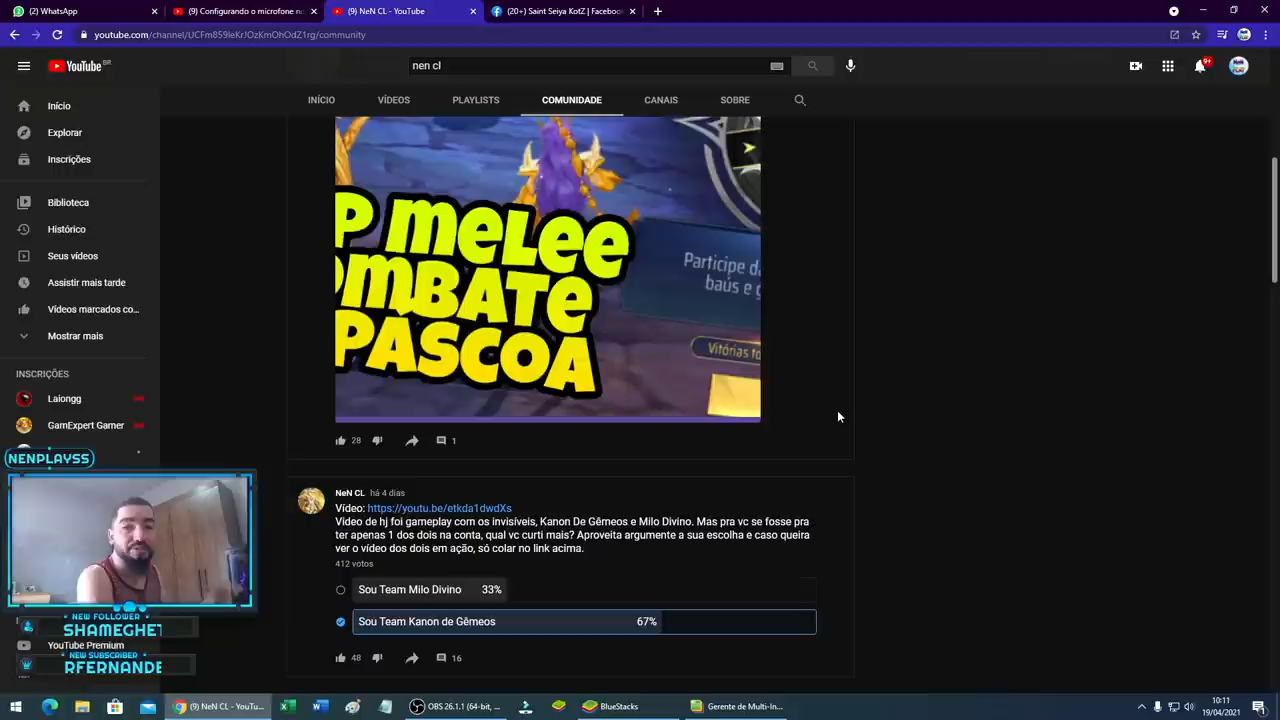 (2) WhatsApp
(9) Configurando o microfone no
(9) NeN CL - YouTube
(20+) Saint Seiya KotZ | Facebook
youtube.com/channel/UCFm859leKrJOzKmOhOdZ1rg/community
YouTube BR
nen cl
9+
INÍCIO
VÍDEOS
PLAYLISTS
COMUNIDADE
CANAIS
SOBRE
Início
Explorar
Inscrições
Biblioteca
Histórico
Seus vídeos
Assistir mais tarde
Vídeos marcados co...
Mostrar mais
INSCRIÇÕES
Laiongg
GamExpert Gamer
YouTube Premium
P MELEE
OMBATE
PASCOA
Participe da
baús e g
Vitórias to
28
1
NeN CL há 4 dias
Vídeo: https://youtu.be/etkda1dwdXs
Vídeo de hj foi gameplay com os invisíveis, Kanon De Gêmeos e Milo Divino. Mas pra vc se fosse pra
ter apenas 1 dos dois na conta, qual vc curti mais? Aproveita argumente a sua escolha e caso queira
ver o vídeo dos dois em ação, só colar no link acima.
412 votos
Sou Team Milo Divino 33%
Sou Team Kanon de Gêmeos 67%
48
16
NENPLAYSS
NEW FOLLOWER
SHAMEGHET
NEW SUBSCRIBER
RFERNANDE
(9) NeN CL - YouTu...
OBS 26.1.1 (64-bit, ...
BlueStacks
Gerente de Multi-In...
10:11
19/04/2021
1